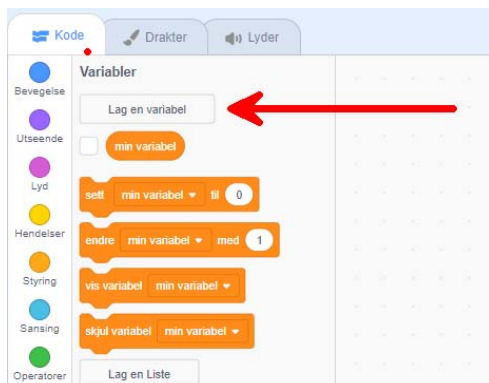 Kode
Drakter
Lyder
Bevegelse
Utseende
Lyd
Hendelser
Styring
Sansing
Operatorer
Variabler
Lag en variabel
min variabel
sett min variabel til 0
endre min variabel med 1
vis variabel min variabel
skjul variabel min variabel
Lag en Liste